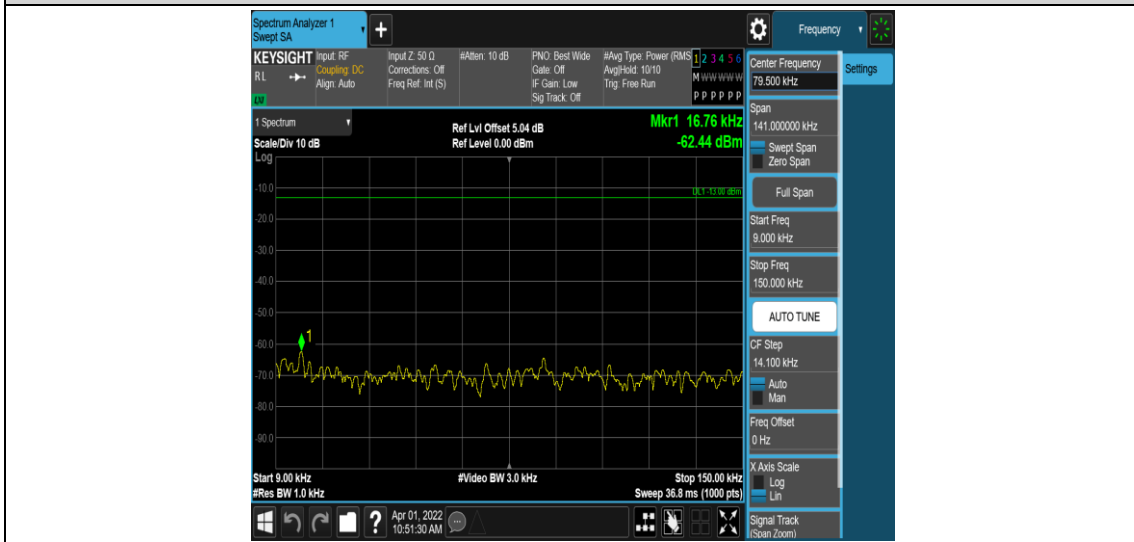 Spectrum Analyzer 1
Swept SA
+
Frequency
KEYSIGHT
RL
Input: RF
Coupling: DC
Align: Auto
Input Z: 50 Ω
Corrections: Off
Freq Ref: Int (S)
#Atten: 10 dB
PNO: Best Wide
Gate: Off
IF Gain: Low
Sig Track: Off
#Avg Type: Power (RMS
Avg|Hold: 10/10
Trig: Free Run
1 2 3 4 5 6
M W W W W W
P P P P P P
1 Spectrum
Scale/Div 10 dB
Log
Ref Lvl Offset 5.04 dB
Ref Level 0.00 dBm
Mkr1 16.76 kHz
-62.44 dBm
DL1 -13.00 dBm
-10.0
-20.0
-30.0
-40.0
-50.0
-60.0
-70.0
-80.0
-90.0
1
Start 9.00 kHz
#Res BW 1.0 kHz
#Video BW 3.0 kHz
Stop 150.00 kHz
Sweep 36.8 ms (1000 pts)
Center Frequency
79.500 kHz
Settings
Span
141.000000 kHz
Swept Span
Zero Span
Full Span
Start Freq
9.000 kHz
Stop Freq
150.000 kHz
AUTO TUNE
CF Step
14.100 kHz
Auto
Man
Freq Offset
0 Hz
X Axis Scale
Log
Lin
Signal Track
(Span Zoom)
?
Apr 01, 2022
10:51:30 AM